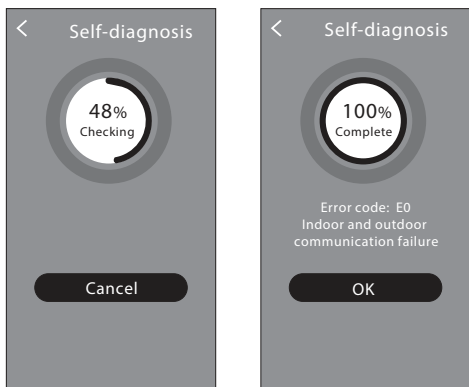 Self-diagnosis
48%
Checking
Cancel
Self-diagnosis
100%
Complete
Error code: E0
Indoor and outdoor
communication failure
OK